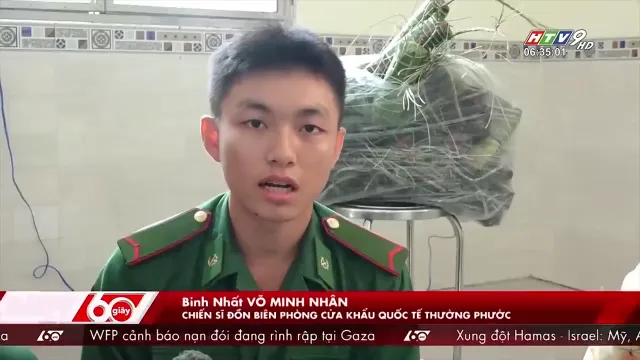 HTV9 HD
06:35:01
60 giây
Binh Nhất VÕ MINH NHÂN
CHIẾN SĨ ĐỒN BIÊN PHÒNG CỬA KHẨU QUỐC TẾ THƯỜNG PHƯỚC
60s WFP cảnh báo nạn đói đang rình rập tại Gaza 60s Xung đột Hamas - Israel: Mỹ,